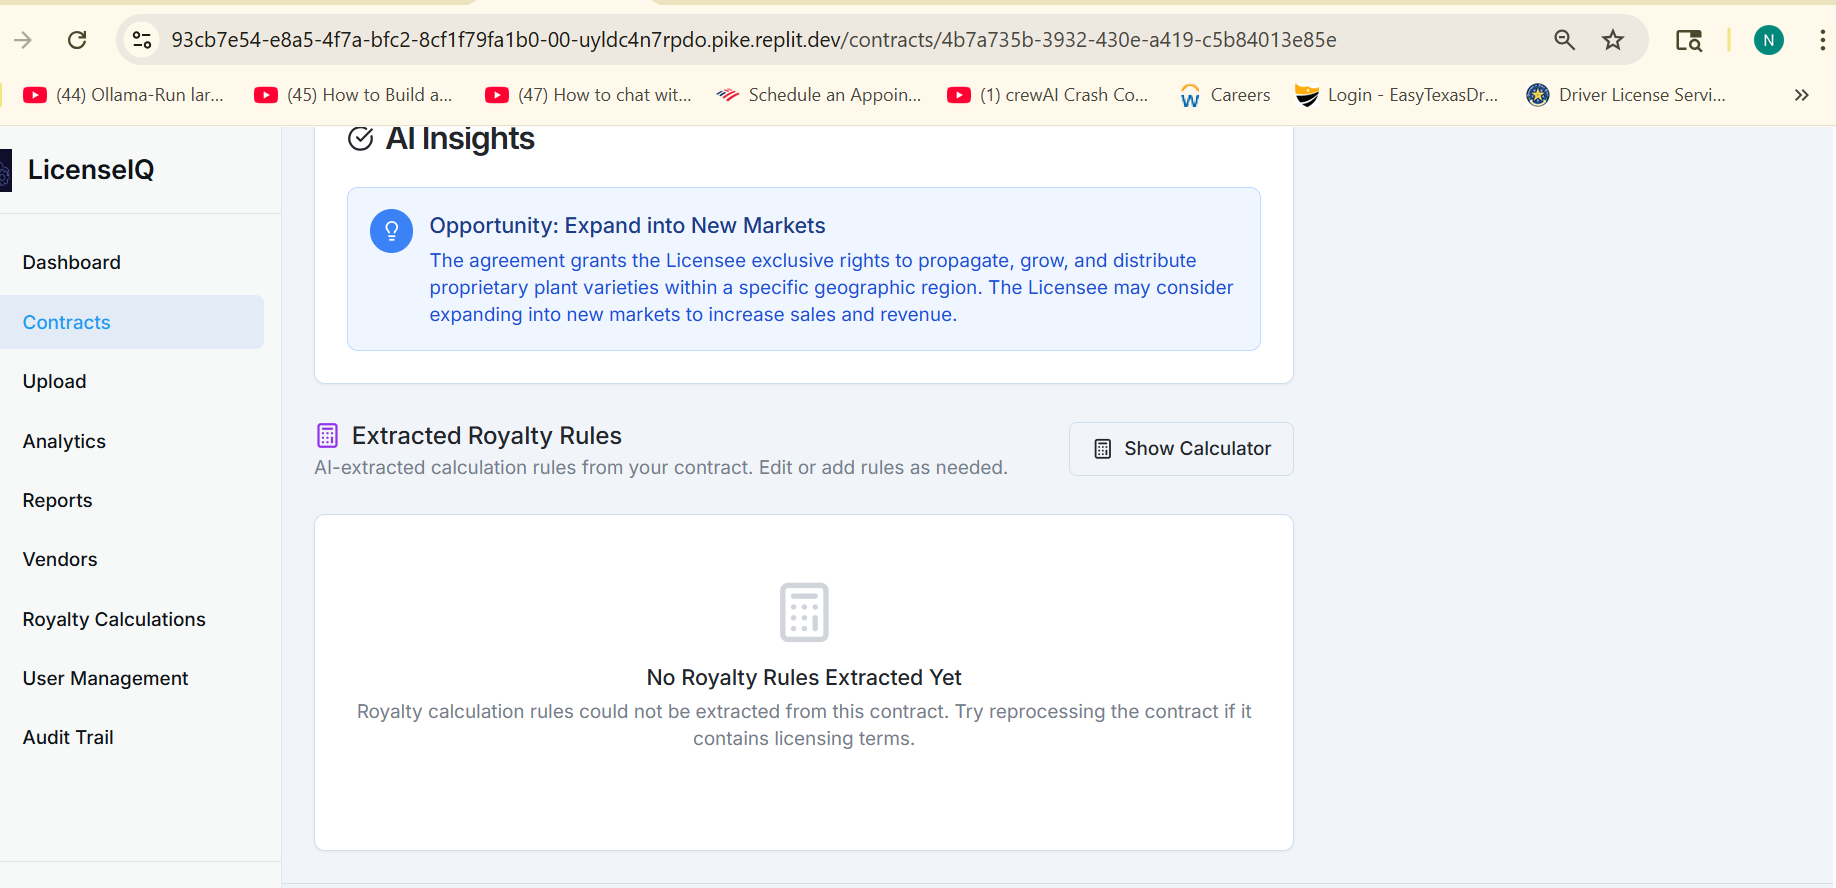 93cb7e54-e8a5-4f7a-bfc2-8cf1f79fa1b0-00-uyldc4n7rpdo.pike.replit.dev/contracts/4b7a735b-3932-430e-a419-c5b84013e85e
N
(44) Ollama-Run lar...
(45) How to Build a...
(47) How to chat wit...
Schedule an Appoin...
(1) crewAI Crash Co...
Careers
Login - EasyTexasDr...
Driver License Servi...
LicenseIQ
Dashboard
Contracts
Upload
Analytics
Reports
Vendors
Royalty Calculations
User Management
Audit Trail
AI Insights
Opportunity: Expand into New Markets
The agreement grants the Licensee exclusive rights to propagate, grow, and distribute
proprietary plant varieties within a specific geographic region. The Licensee may consider
expanding into new markets to increase sales and revenue.
Extracted Royalty Rules
AI-extracted calculation rules from your contract. Edit or add rules as needed.
Show Calculator
No Royalty Rules Extracted Yet
Royalty calculation rules could not be extracted from this contract. Try reprocessing the contract if it
contains licensing terms.